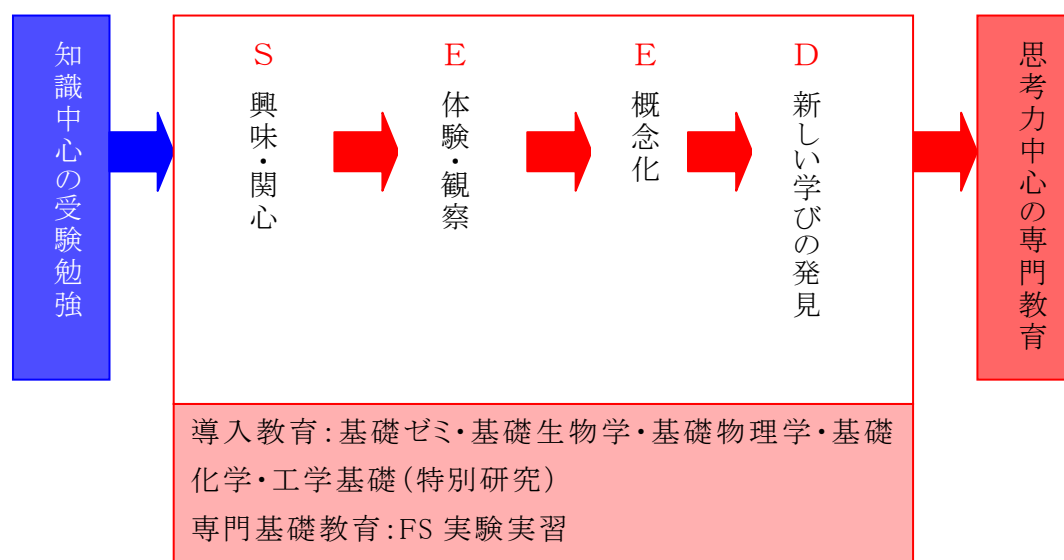 知識中心の受験勉強
S
興味・関心
E
体験・観察
E
概念化
D
新しい学びの発見
思考力中心の専門教育
導入教育:基礎ゼミ・基礎生物学・基礎物理学・基礎
化学・工学基礎(特別研究)
専門基礎教育:FS 実験実習